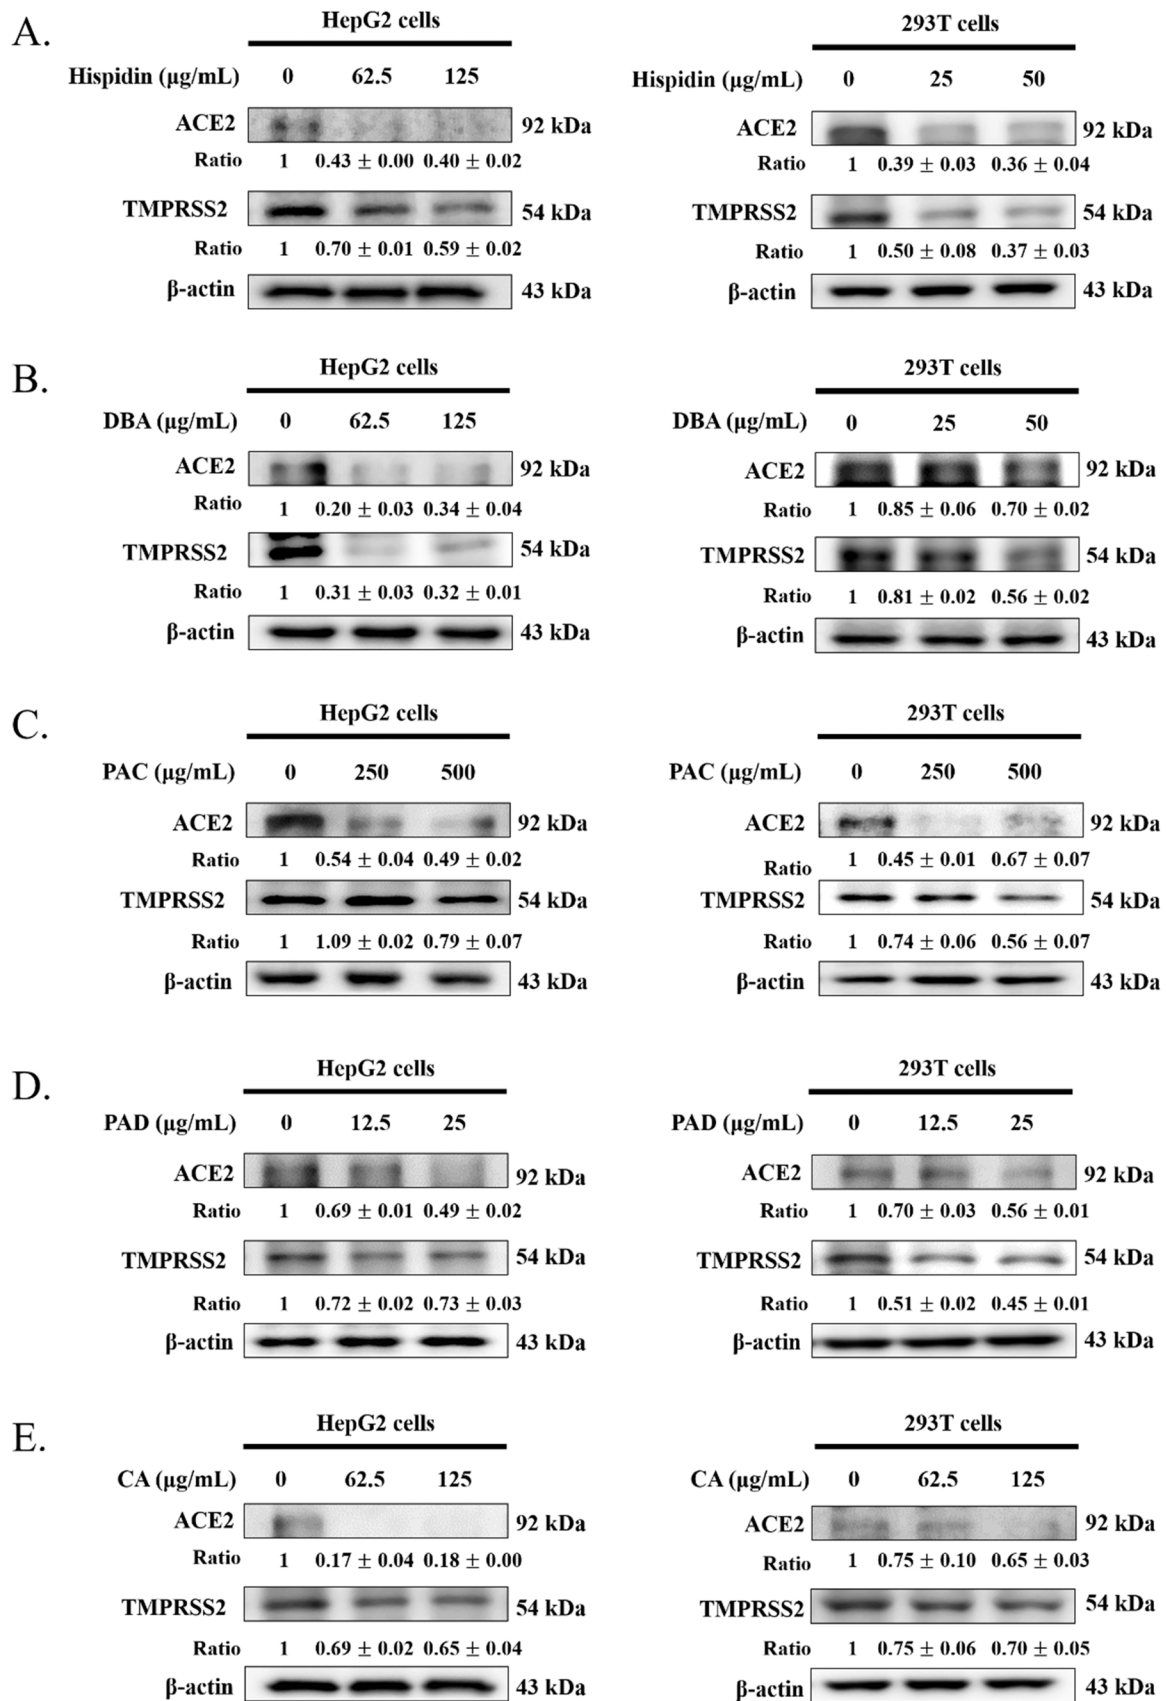 A.
HepG2 cells
Hispidin (μg/mL) 0 62.5 125
ACE2 92 kDa
Ratio 1 0.43 ± 0.00 0.40 ± 0.02
TMPRSS2 54 kDa
Ratio 1 0.70 ± 0.01 0.59 ± 0.02
β-actin 43 kDa
293T cells
Hispidin (μg/mL) 0 25 50
ACE2 92 kDa
Ratio 1 0.39 ± 0.03 0.36 ± 0.04
TMPRSS2 54 kDa
Ratio 1 0.50 ± 0.08 0.37 ± 0.03
β-actin 43 kDa
B.
HepG2 cells
DBA (μg/mL) 0 62.5 125
ACE2 92 kDa
Ratio 1 0.20 ± 0.03 0.34 ± 0.04
TMPRSS2 54 kDa
Ratio 1 0.31 ± 0.03 0.32 ± 0.01
β-actin 43 kDa
293T cells
DBA (μg/mL) 0 25 50
ACE2 92 kDa
Ratio 1 0.85 ± 0.06 0.70 ± 0.02
TMPRSS2 54 kDa
Ratio 1 0.81 ± 0.02 0.56 ± 0.02
β-actin 43 kDa
C.
HepG2 cells
PAC (μg/mL) 0 250 500
ACE2 92 kDa
Ratio 1 0.54 ± 0.04 0.49 ± 0.02
TMPRSS2 54 kDa
Ratio 1 1.09 ± 0.02 0.79 ± 0.07
β-actin 43 kDa
293T cells
PAC (μg/mL) 0 250 500
ACE2 92 kDa
Ratio 1 0.45 ± 0.01 0.67 ± 0.07
TMPRSS2 54 kDa
Ratio 1 0.74 ± 0.06 0.56 ± 0.07
β-actin 43 kDa
D.
HepG2 cells
PAD (μg/mL) 0 12.5 25
ACE2 92 kDa
Ratio 1 0.69 ± 0.01 0.49 ± 0.02
TMPRSS2 54 kDa
Ratio 1 0.72 ± 0.02 0.73 ± 0.03
β-actin 43 kDa
293T cells
PAD (μg/mL) 0 12.5 25
ACE2 92 kDa
Ratio 1 0.70 ± 0.03 0.56 ± 0.01
TMPRSS2 54 kDa
Ratio 1 0.51 ± 0.02 0.45 ± 0.01
β-actin 43 kDa
E.
HepG2 cells
CA (μg/mL) 0 62.5 125
ACE2 92 kDa
Ratio 1 0.17 ± 0.04 0.18 ± 0.00
TMPRSS2 54 kDa
Ratio 1 0.69 ± 0.02 0.65 ± 0.04
β-actin 43 kDa
293T cells
CA (μg/mL) 0 62.5 125
ACE2 92 kDa
Ratio 1 0.75 ± 0.10 0.65 ± 0.03
TMPRSS2 54 kDa
Ratio 1 0.75 ± 0.06 0.70 ± 0.05
β-actin 43 kDa